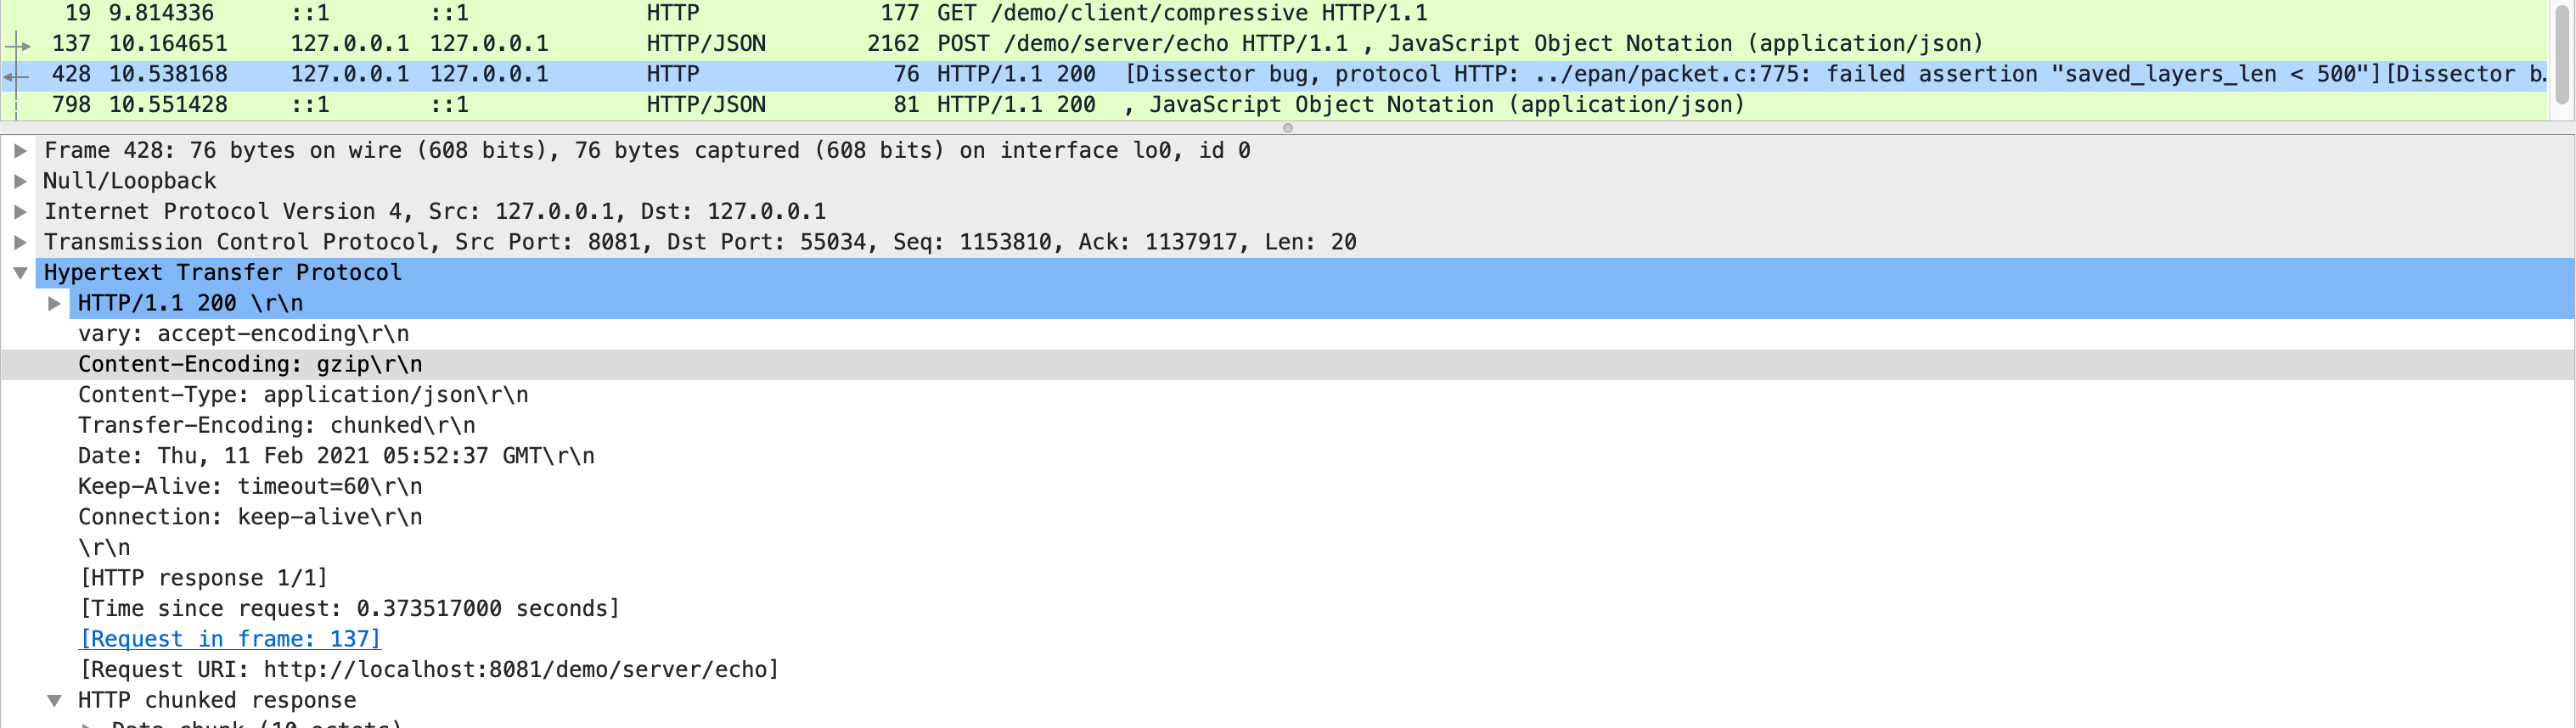 19 9.814336 ::1 ::1 HTTP 177 GET /demo/client/compressive HTTP/1.1
137 10.164651 127.0.0.1 127.0.0.1 HTTP/JSON 2162 POST /demo/server/echo HTTP/1.1 , JavaScript Object Notation (application/json)
428 10.538168 127.0.0.1 127.0.0.1 HTTP 76 HTTP/1.1 200 [Dissector bug, protocol HTTP: ../epan/packet.c:775: failed assertion "saved_layers_len < 500"][Dissector b…
798 10.551428 ::1 ::1 HTTP/JSON 81 HTTP/1.1 200 , JavaScript Object Notation (application/json)
Frame 428: 76 bytes on wire (608 bits), 76 bytes captured (608 bits) on interface lo0, id 0
Null/Loopback
Internet Protocol Version 4, Src: 127.0.0.1, Dst: 127.0.0.1
Transmission Control Protocol, Src Port: 8081, Dst Port: 55034, Seq: 1153810, Ack: 1137917, Len: 20
Hypertext Transfer Protocol
HTTP/1.1 200 \r\n
vary: accept-encoding\r\n
Content-Encoding: gzip\r\n
Content-Type: application/json\r\n
Transfer-Encoding: chunked\r\n
Date: Thu, 11 Feb 2021 05:52:37 GMT\r\n
Keep-Alive: timeout=60\r\n
Connection: keep-alive\r\n
\r\n
[HTTP response 1/1]
[Time since request: 0.373517000 seconds]
[Request in frame: 137]
[Request URI: http://localhost:8081/demo/server/echo]
HTTP chunked response
Data chunk (10 octets)